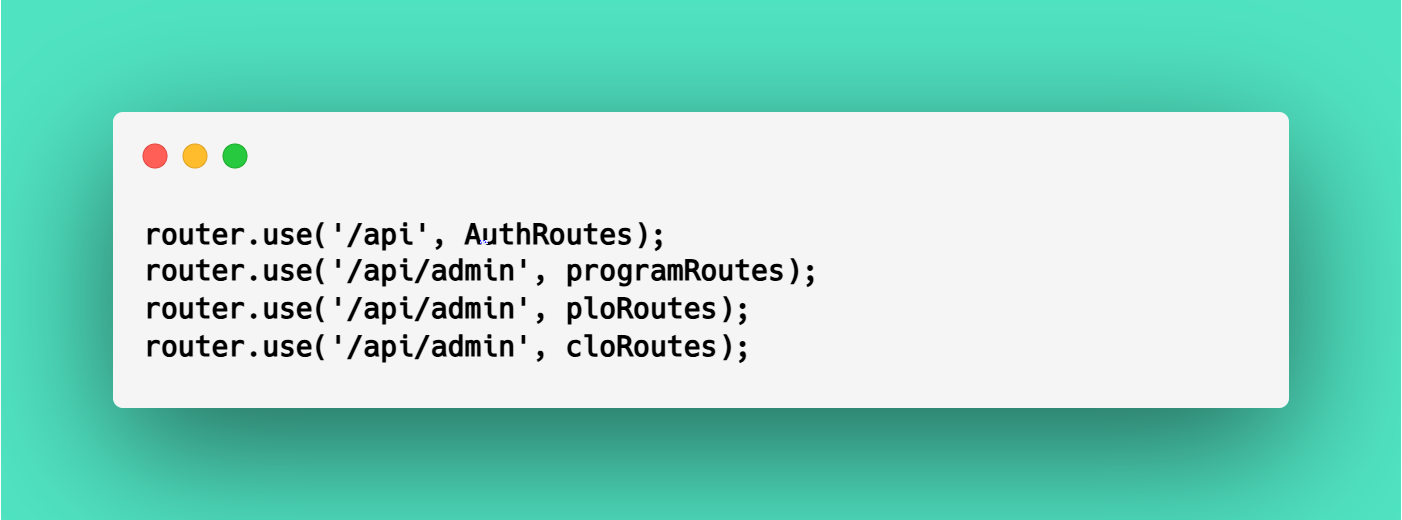 router.use('/api', AuthRoutes);
router.use('/api/admin', programRoutes);
router.use('/api/admin', ploRoutes);
router.use('/api/admin', cloRoutes);